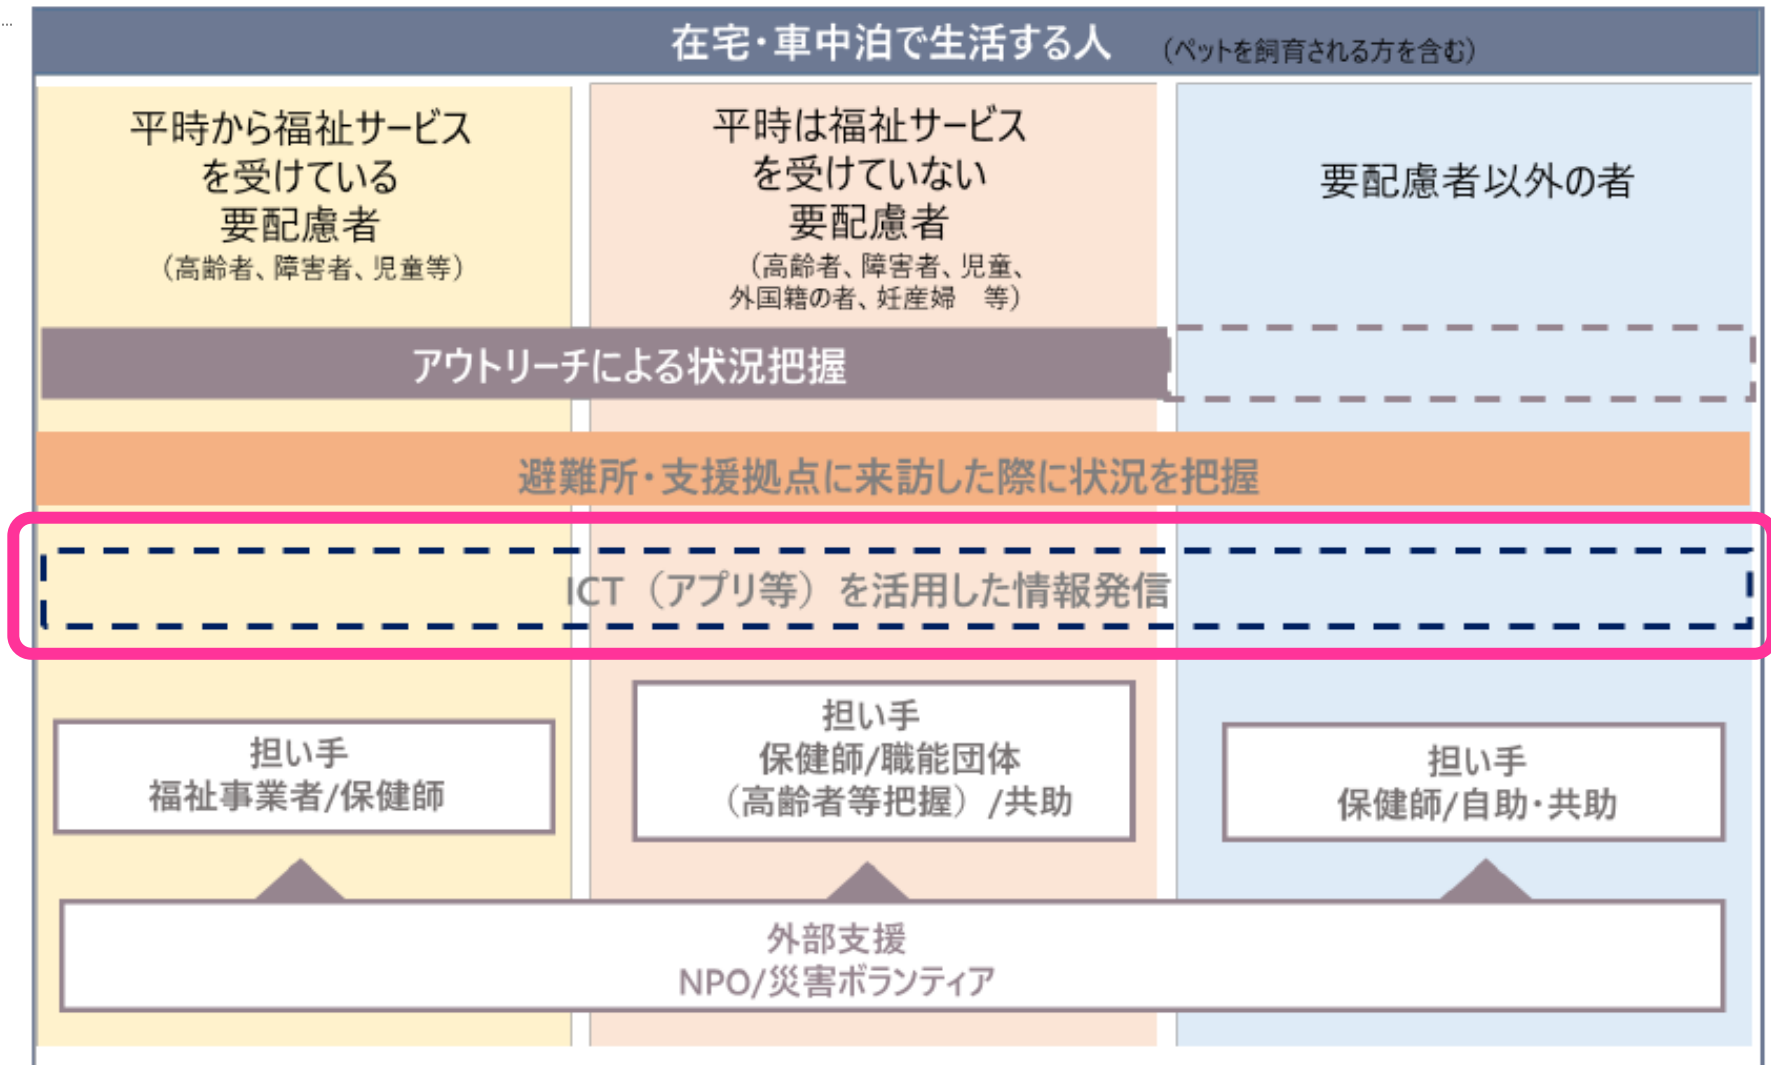 …
在宅・車中泊で生活する人 (ペットを飼育される方を含む)
平時から福祉サービス
を受けている
要配慮者
（高齢者、障害者、児童等）
平時は福祉サービス
を受けていない
要配慮者
（高齢者、障害者、児童、
外国籍の者、妊産婦　等）
要配慮者以外の者
アウトリーチによる状況把握
避難所・支援拠点に来訪した際に状況を把握
ICT（アプリ等）を活用した情報発信
担い手
福祉事業者/保健師
担い手
保健師/職能団体
（高齢者等把握）/共助
担い手
保健師/自助・共助
外部支援
NPO/災害ボランティア